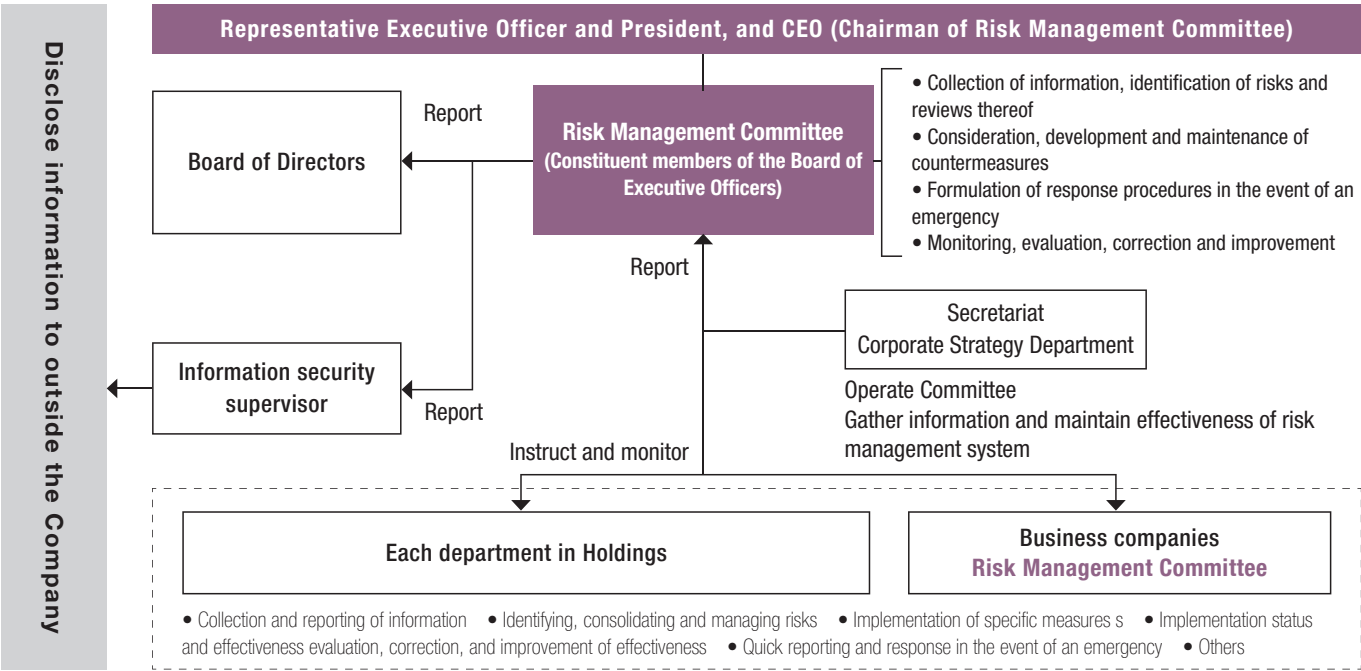 Disclose information to outside the Company
Representative Executive Officer and President, and CEO (Chairman of Risk Management Committee)
Board of Directors
Report
Risk Management Committee
(Constituent members of the Board of
Executive Officers)
• Collection of information, identification of risks and
reviews thereof
• Consideration, development and maintenance of
countermeasures
• Formulation of response procedures in the event of an
emergency
• Monitoring, evaluation, correction and improvement
Report
Secretariat
Corporate Strategy Department
Information security
supervisor
Report
Operate Committee
Gather information and maintain effectiveness of risk
management system
Instruct and monitor
Each department in Holdings
Business companies
Risk Management Committee
• Collection and reporting of information • Identifying, consolidating and managing risks • Implementation of specific measure s • Implementation status
and effectiveness evaluation, correction, and improvement of effectiveness • Quick reporting and response in the event of an emergency • Others